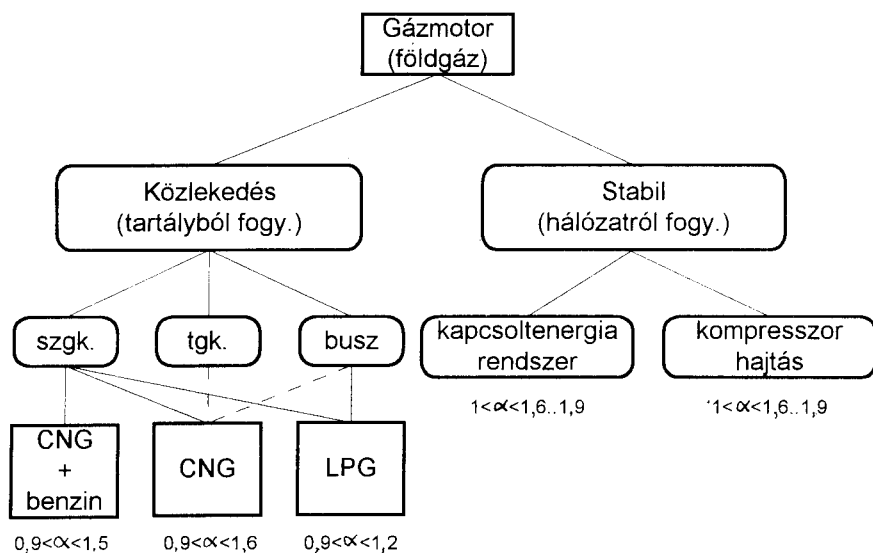 Gázmotor
(földgáz)
Közlekedés
(tartályból fogy.)
Stabil
(hálózatról fogy.)
szgk.
tgk.
busz
kapcsoltenergia
rendszer
kompresszor
hajtás
1<α<1,6..1,9
1<α<1,6..1,9
CNG
+
benzin
CNG
LPG
0,9<α<1,5
0,9<α<1,6
0,9<α<1,2